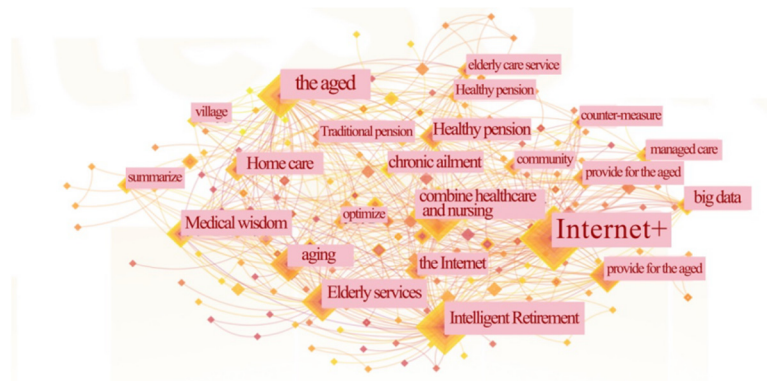 elderly care service
the aged
Healthy pension
village
counter-measure
Traditional pension
Healthy pension
managed care
Home care
chronic ailment
community
provide for the aged
summarize
combine healthcare
and nursing
big data
optimize
Medical wisdom
Internet+
aging
the Internet
provide for the aged
Elderly services
Intelligent Retirement